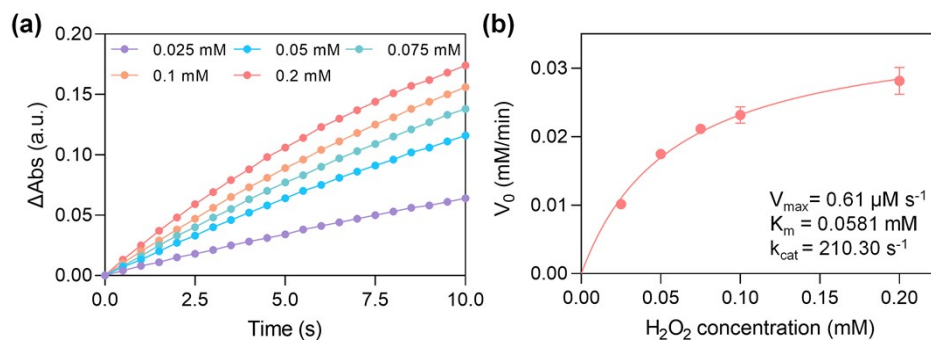 (a)
0.20
0.15
0.10
0.05
0.00
ΔAbs (a.u.)
0.025 mM 0.05 mM 0.075 mM
0.1 mM 0.2 mM
0.0 2.5 5.0 7.5 10.0
Time (s)
(b)
0.03
0.02
0.01
0.00
V₀ (mM/min)
Vmax= 0.61 µM s⁻¹
Km = 0.0581 mM
kcat = 210.30 s⁻¹
0.00 0.05 0.10 0.15 0.20
H₂O₂ concentration (mM)